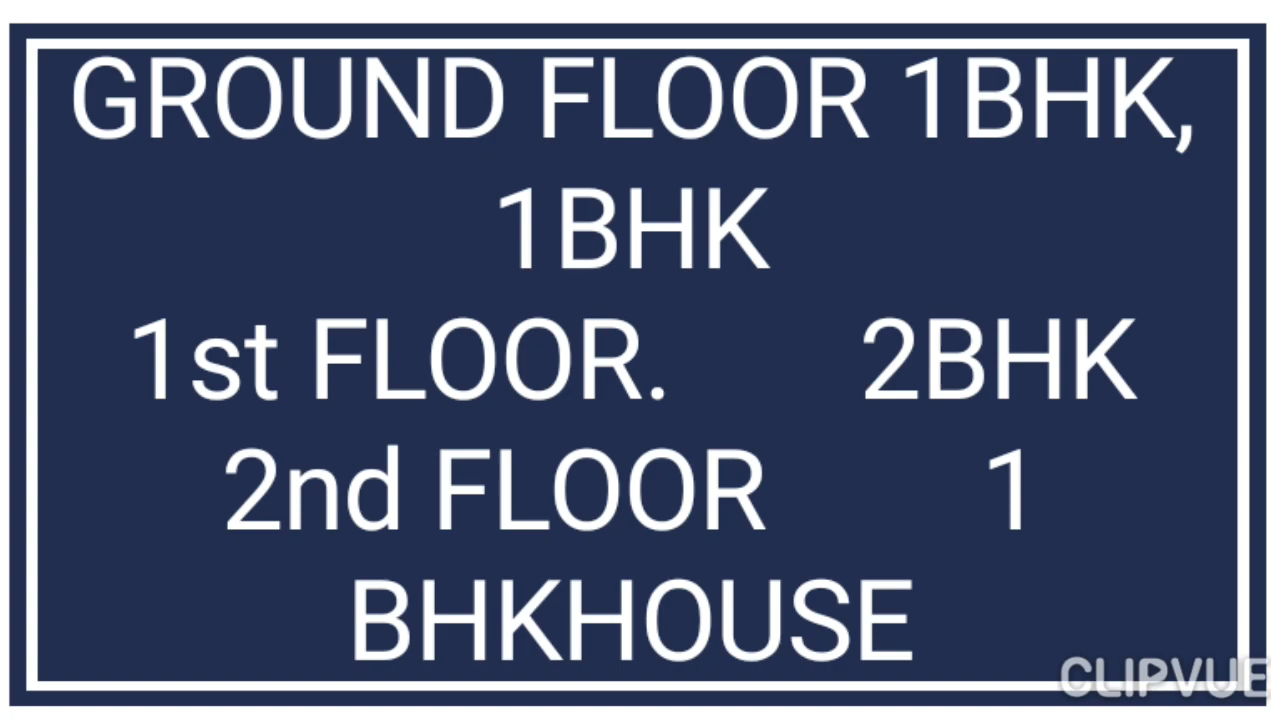 GROUND FLOOR 1BHK,
1BHK
1st FLOOR. 2BHK
2nd FLOOR 1
BHKHOUSE
CLIPVUE